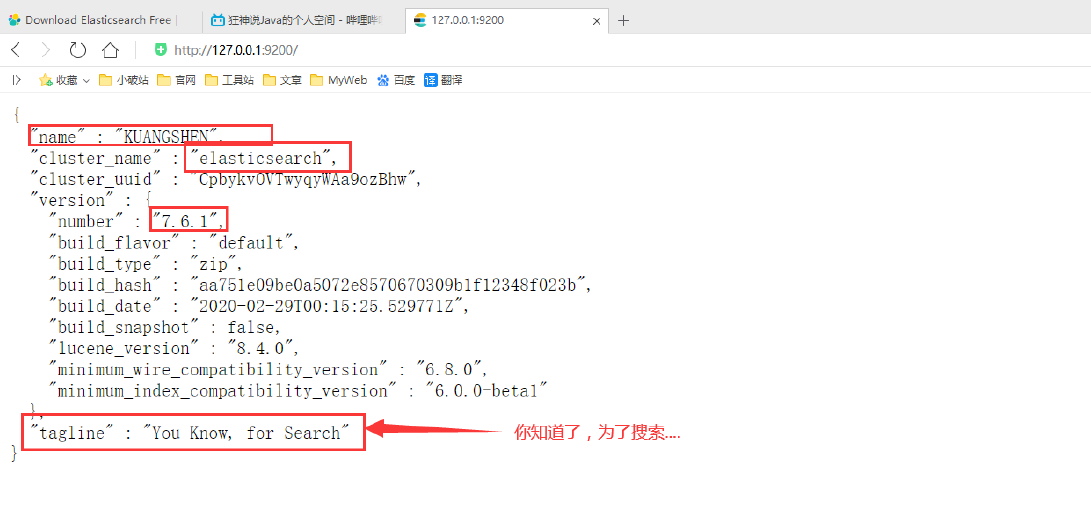 Download Elasticsearch Free
狂神说Java的个人空间 - 哔哩哔哩
127.0.0.1:9200
http://127.0.0.1:9200/
收藏 小破站 官网 工具站 文章 MyWeb 百度 译 翻译
{
"name" : "KUANGSHEN",
"cluster_name" : "elasticsearch",
"cluster_uuid" : "CpbykvOVTwyqyWAa9ozBhw",
"version" : {
"number" : "7.6.1",
"build_flavor" : "default",
"build_type" : "zip",
"build_hash" : "aa751e09be0a5072e8570670309b1f12348f023b",
"build_date" : "2020-02-29T00:15:25.529771Z",
"build_snapshot" : false,
"lucene_version" : "8.4.0",
"minimum_wire_compatibility_version" : "6.8.0",
"minimum_index_compatibility_version" : "6.0.0-beta1"
},
"tagline" : "You Know, for Search"
你知道了，为了搜索....
}